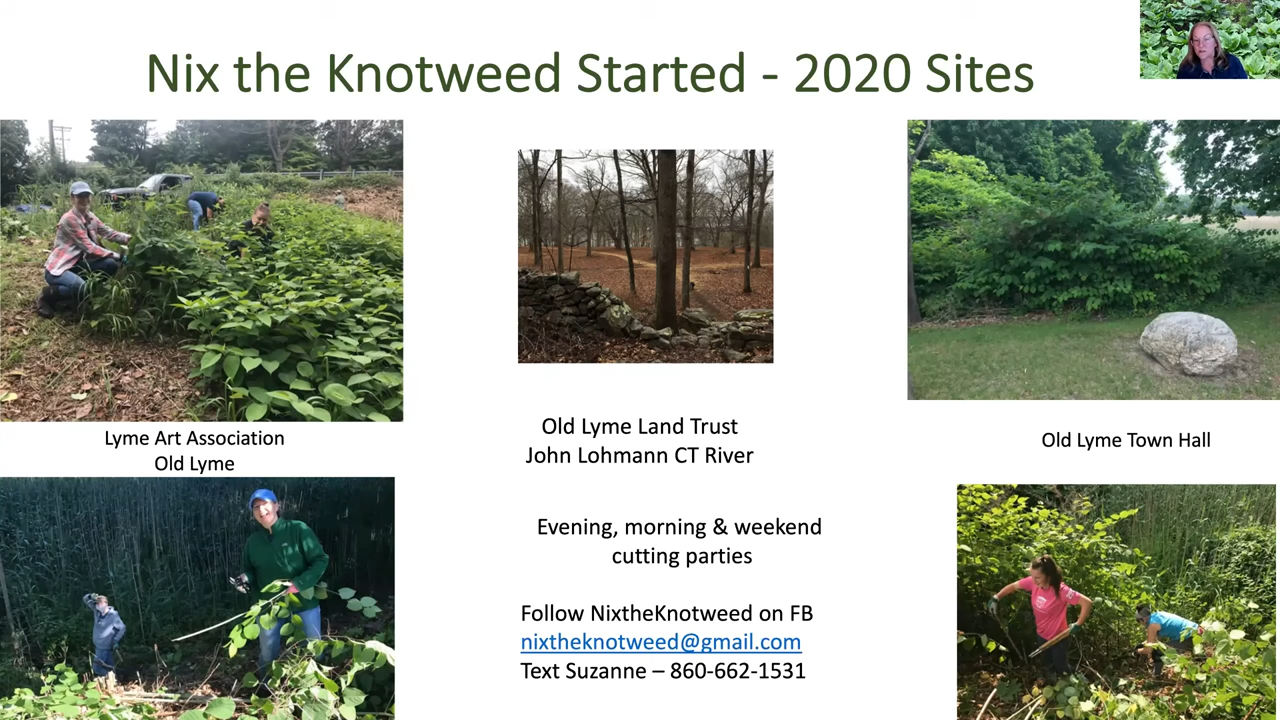 Nix the Knotweed Started - 2020 Sites
Lyme Art Association
Old Lyme
Old Lyme Land Trust
John Lohmann CT River
Old Lyme Town Hall
Evening, morning & weekend
cutting parties
Follow NixtheKnotweed on FB
nixtheknotweed@gmail.com
Text Suzanne – 860-662-1531